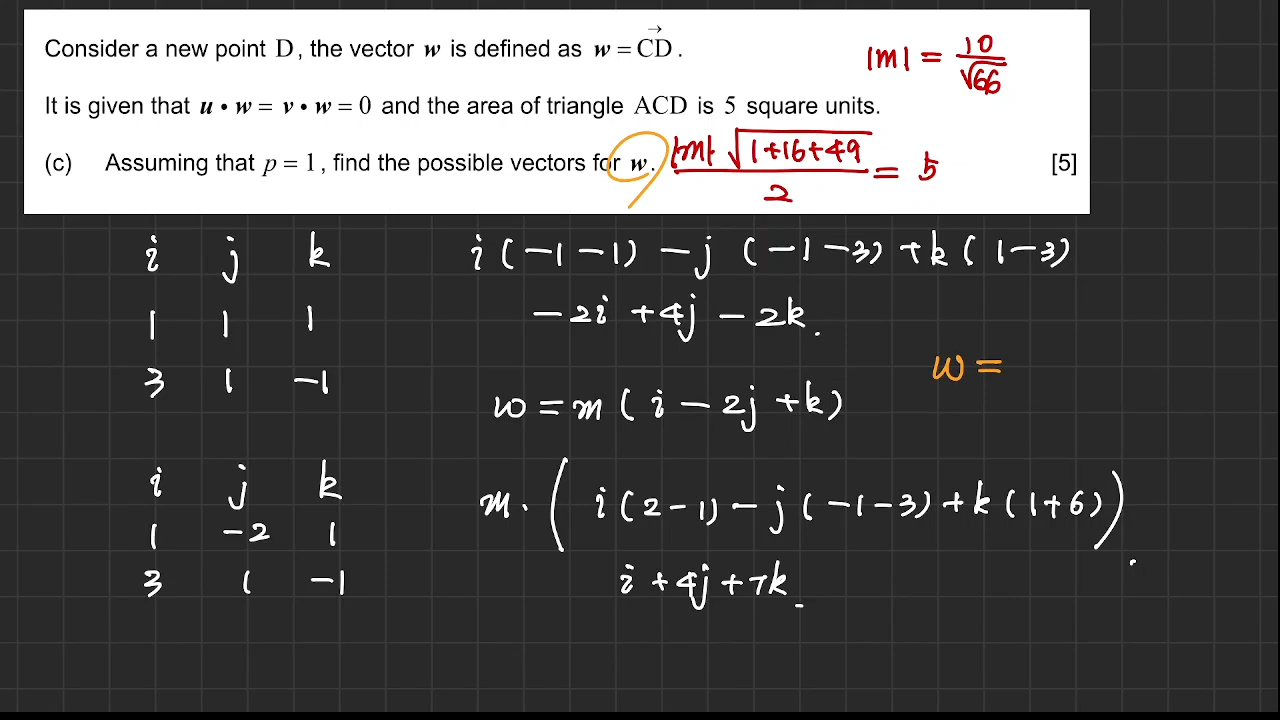 Consider a new point D, the vector w is defined as w = \overrightarrow{CD}.
|m| = 10/√66
It is given that u • w = v • w = 0 and the area of triangle ACD is 5 square units.
(c) Assuming that p = 1, find the possible vectors for w. [5]
|m| √(1+16+49) / 2 = 5
i j k
1 1 1
3 1 −1
i(−1−1) −j (−1−3) +k(1−3)
−2i +4j −2k.
w = m(i − 2j +k)
w =
i j k
1 −2 1
3 1 −1
m. (i(2−1) −j(−1−3) +k(1+6)).
i +4j +7k.